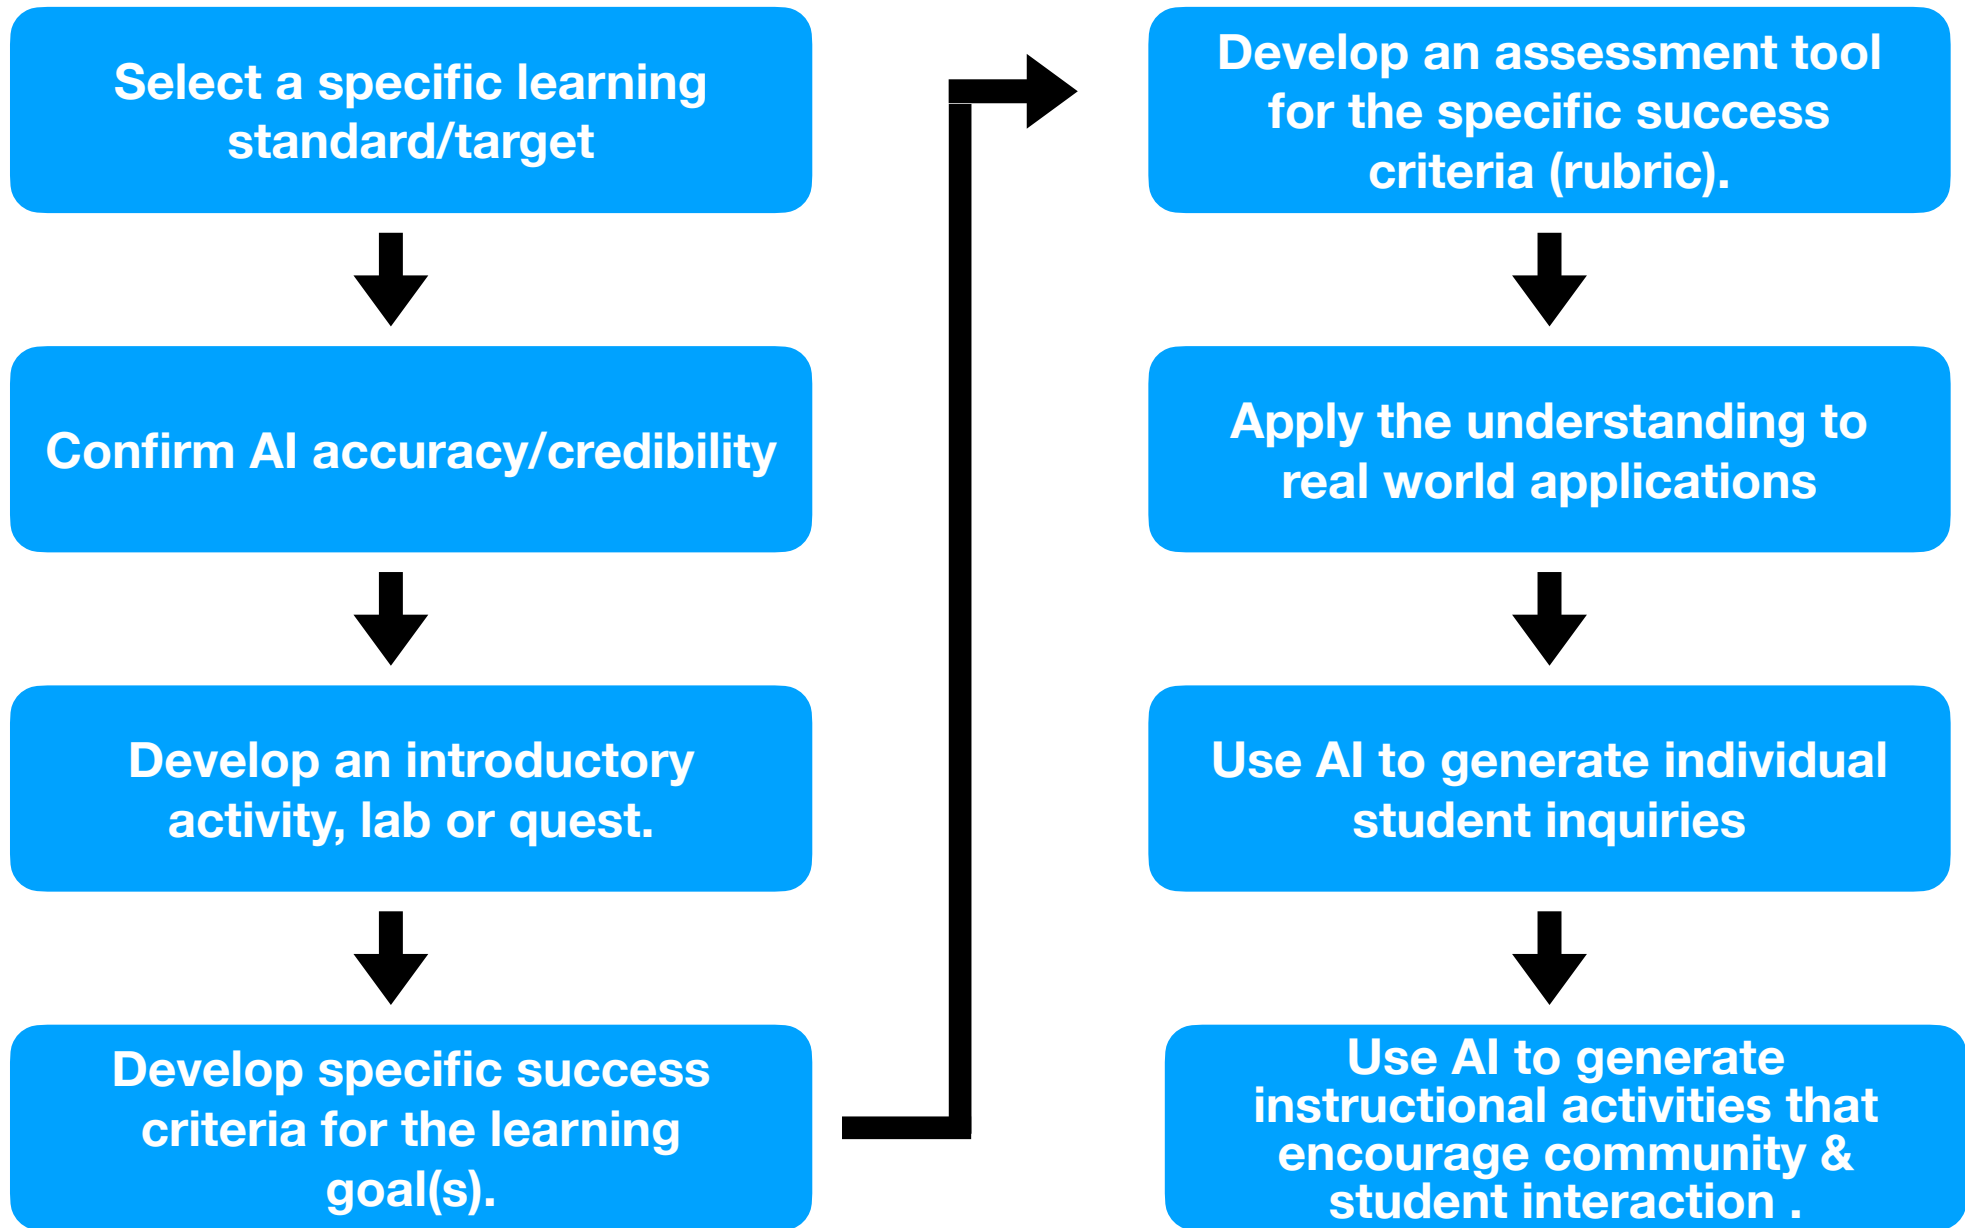 Select a specific learning
standard/target
Confirm AI accuracy/credibility
Develop an introductory
activity, lab or quest.
Develop specific success
criteria for the learning
goal(s).
Develop an assessment tool
for the specific success
criteria (rubric).
Apply the understanding to
real world applications
Use AI to generate individual
student inquiries
Use AI to generate
instructional activities that
encourage community &
student interaction .